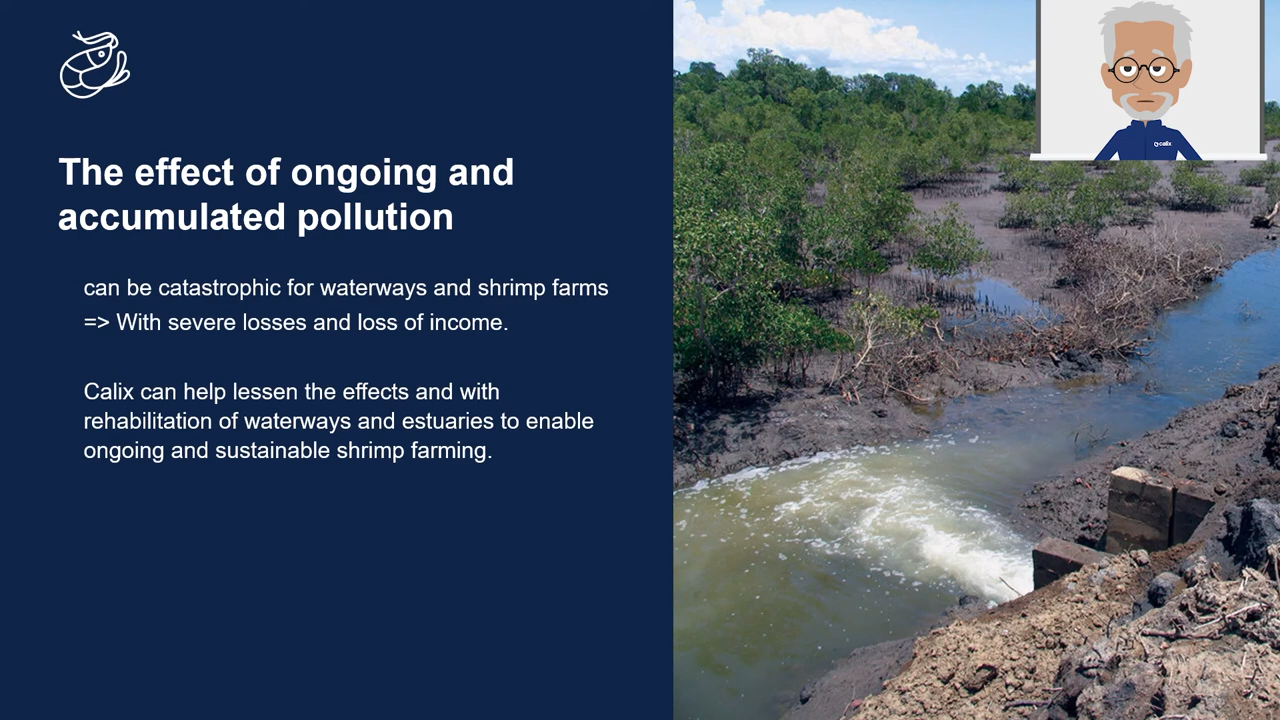 The effect of ongoing and
accumulated pollution
can be catastrophic for waterways and shrimp farms
=> With severe losses and loss of income.
Calix can help lessen the effects and with
rehabilitation of waterways and estuaries to enable
ongoing and sustainable shrimp farming.
calix